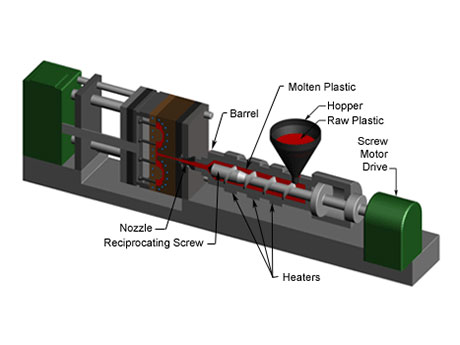 Molten Plastic
Hopper
Raw Plastic
Barrel
Screw
Motor
Drive
Nozzle
Reciprocating Screw
Heaters